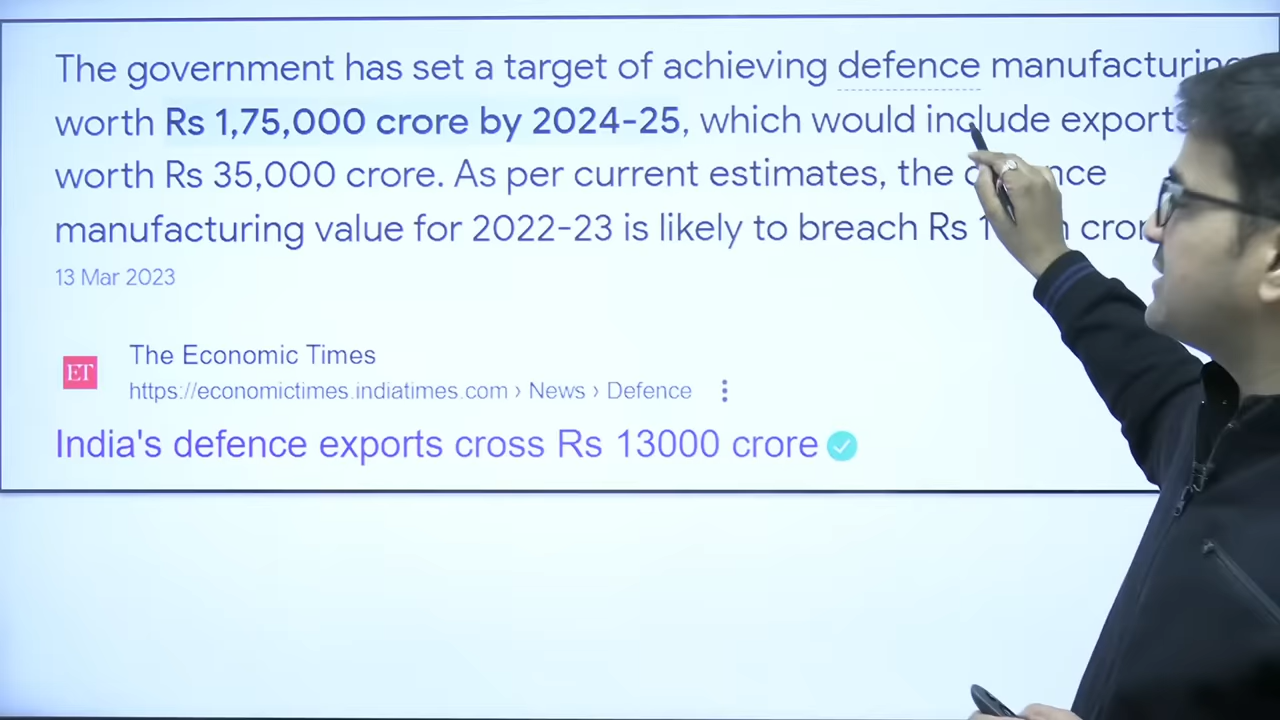 The government has set a target of achieving defence manufacturing
worth Rs 1,75,000 crore by 2024-25, which would include exports
worth Rs 35,000 crore. As per current estimates, the
manufacturing value for 2022-23 is likely to breach Rs
13 Mar 2023
ET
The Economic Times
https://economictimes.indiatimes.com › News › Defence
India's defence exports cross Rs 13000 crore